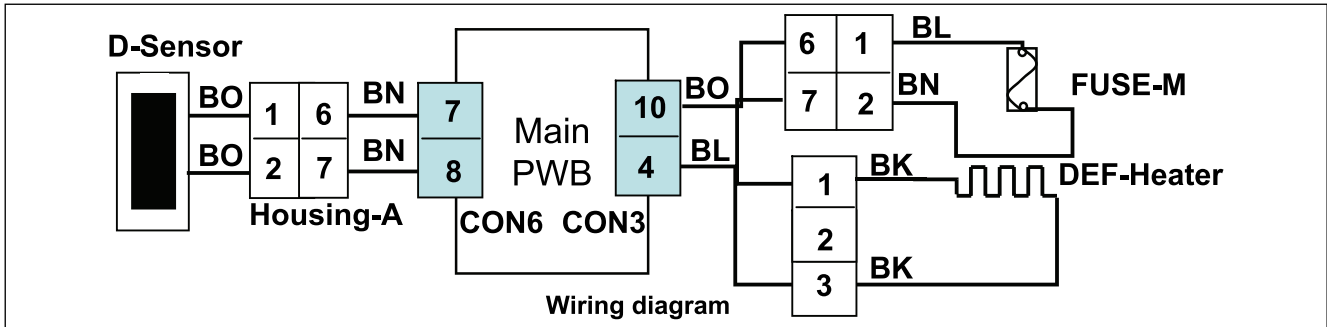 D-Sensor
BO
BO
1 6
2 7
Housing-A
BN
BN
7
8
CON6
Main
PWB
10
4
CON3
BO
BL
6 1
7 2
BL
BN
FUSE-M
1
2
3
BK
BK
DEF-Heater
Wiring diagram